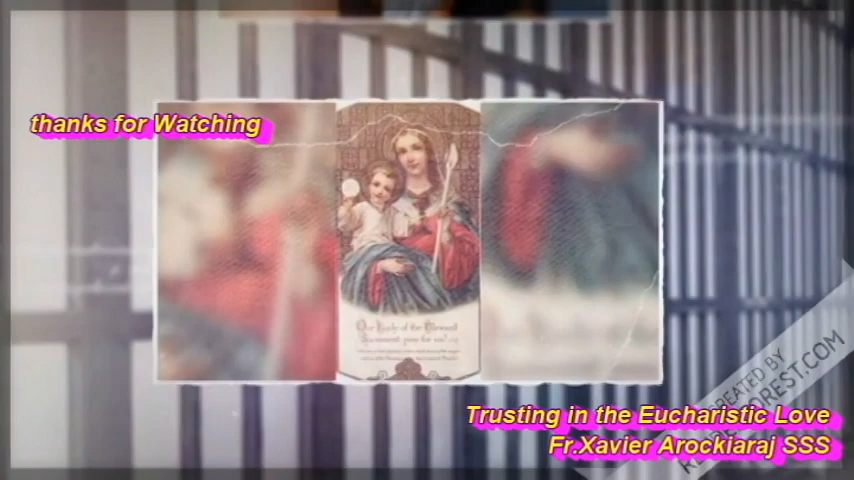 thanks for Watching
Our Lady of the Blessed
Sacrament, pray for us!
Trusting in the Eucharistic Love
Fr.Xavier Arockiaraj SSS
CREATED BY